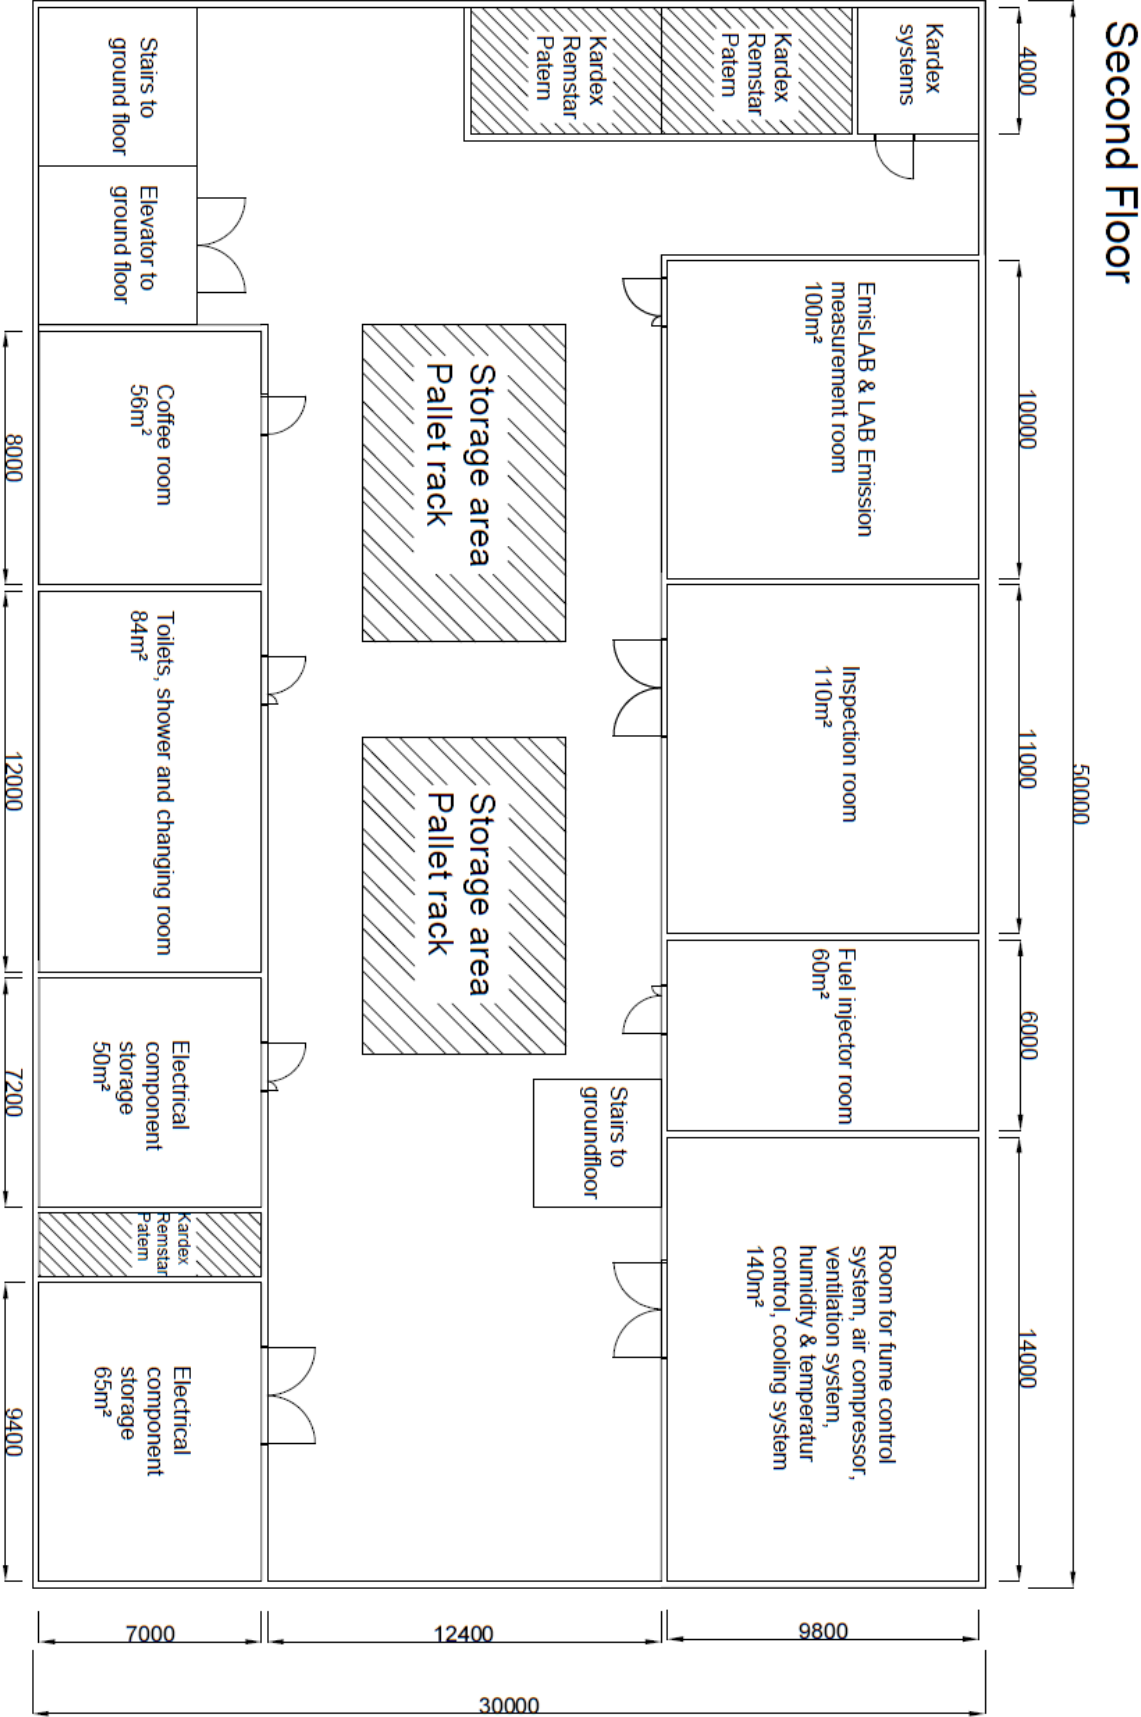 Second Floor
50000
4000
10000
11000
6000
14000
Kardex
systems
Kardex
Remstar
Patern
Kardex
Remstar
Patern
EmisLAB & LAB Emission
measurement room
100m²
Inspection room
110m²
Fuel injector room
60m²
Room for fume control
system, air compressor,
ventilation system,
humidity & temperatur
control, cooling system
140m²
Stairs to
groundfloor
Storage area
Pallet rack
Storage area
Pallet rack
Stairs to
ground floor
Elevator to
ground floor
Coffee room
56m²
Toilets, shower and changing room
84m²
Electrical
component
storage
50m²
Kardex
Remstar
Patern
Electrical
component
storage
65m²
8000
12000
7200
9400
9800
12400
7000
30000